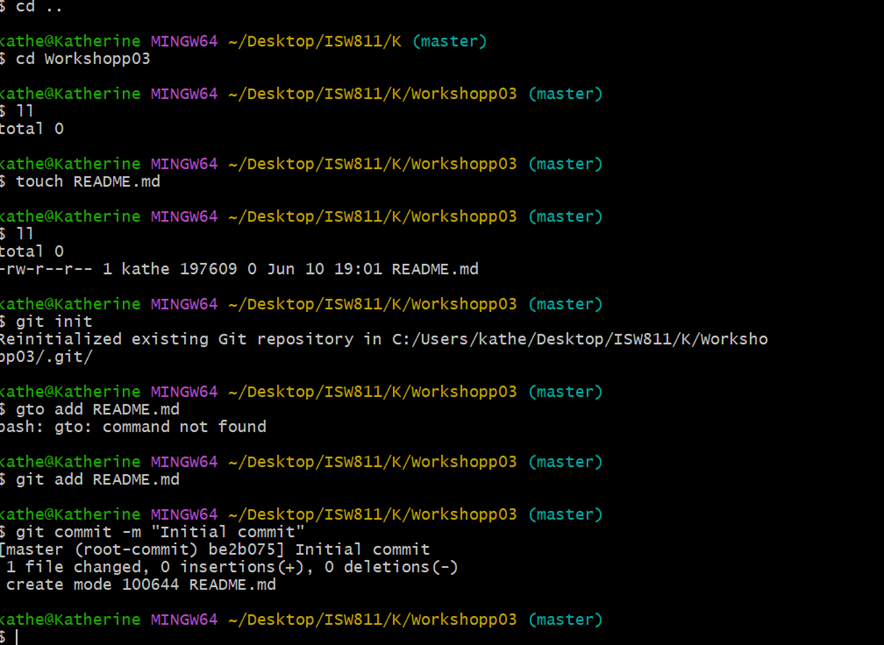 $ cd ..
kathe@Katherine MINGW64 ~/Desktop/ISW811/K (master)
$ cd Workshopp03
kathe@Katherine MINGW64 ~/Desktop/ISW811/K/Workshopp03 (master)
$ ll
total 0
kathe@Katherine MINGW64 ~/Desktop/ISW811/K/Workshopp03 (master)
$ touch README.md
kathe@Katherine MINGW64 ~/Desktop/ISW811/K/Workshopp03 (master)
$ ll
total 0
-rw-r--r-- 1 kathe 197609 0 Jun 10 19:01 README.md
kathe@Katherine MINGW64 ~/Desktop/ISW811/K/Workshopp03 (master)
$ git init
Reinitialized existing Git repository in C:/Users/kathe/Desktop/ISW811/K/Worksho
pp03/.git/
kathe@Katherine MINGW64 ~/Desktop/ISW811/K/Workshopp03 (master)
$ gto add README.md
bash: gto: command not found
kathe@Katherine MINGW64 ~/Desktop/ISW811/K/Workshopp03 (master)
$ git add README.md
kathe@Katherine MINGW64 ~/Desktop/ISW811/K/Workshopp03 (master)
$ git commit -m "Initial commit"
[master (root-commit) be2b075] Initial commit
 1 file changed, 0 insertions(+), 0 deletions(-)
 create mode 100644 README.md
kathe@Katherine MINGW64 ~/Desktop/ISW811/K/Workshopp03 (master)
$